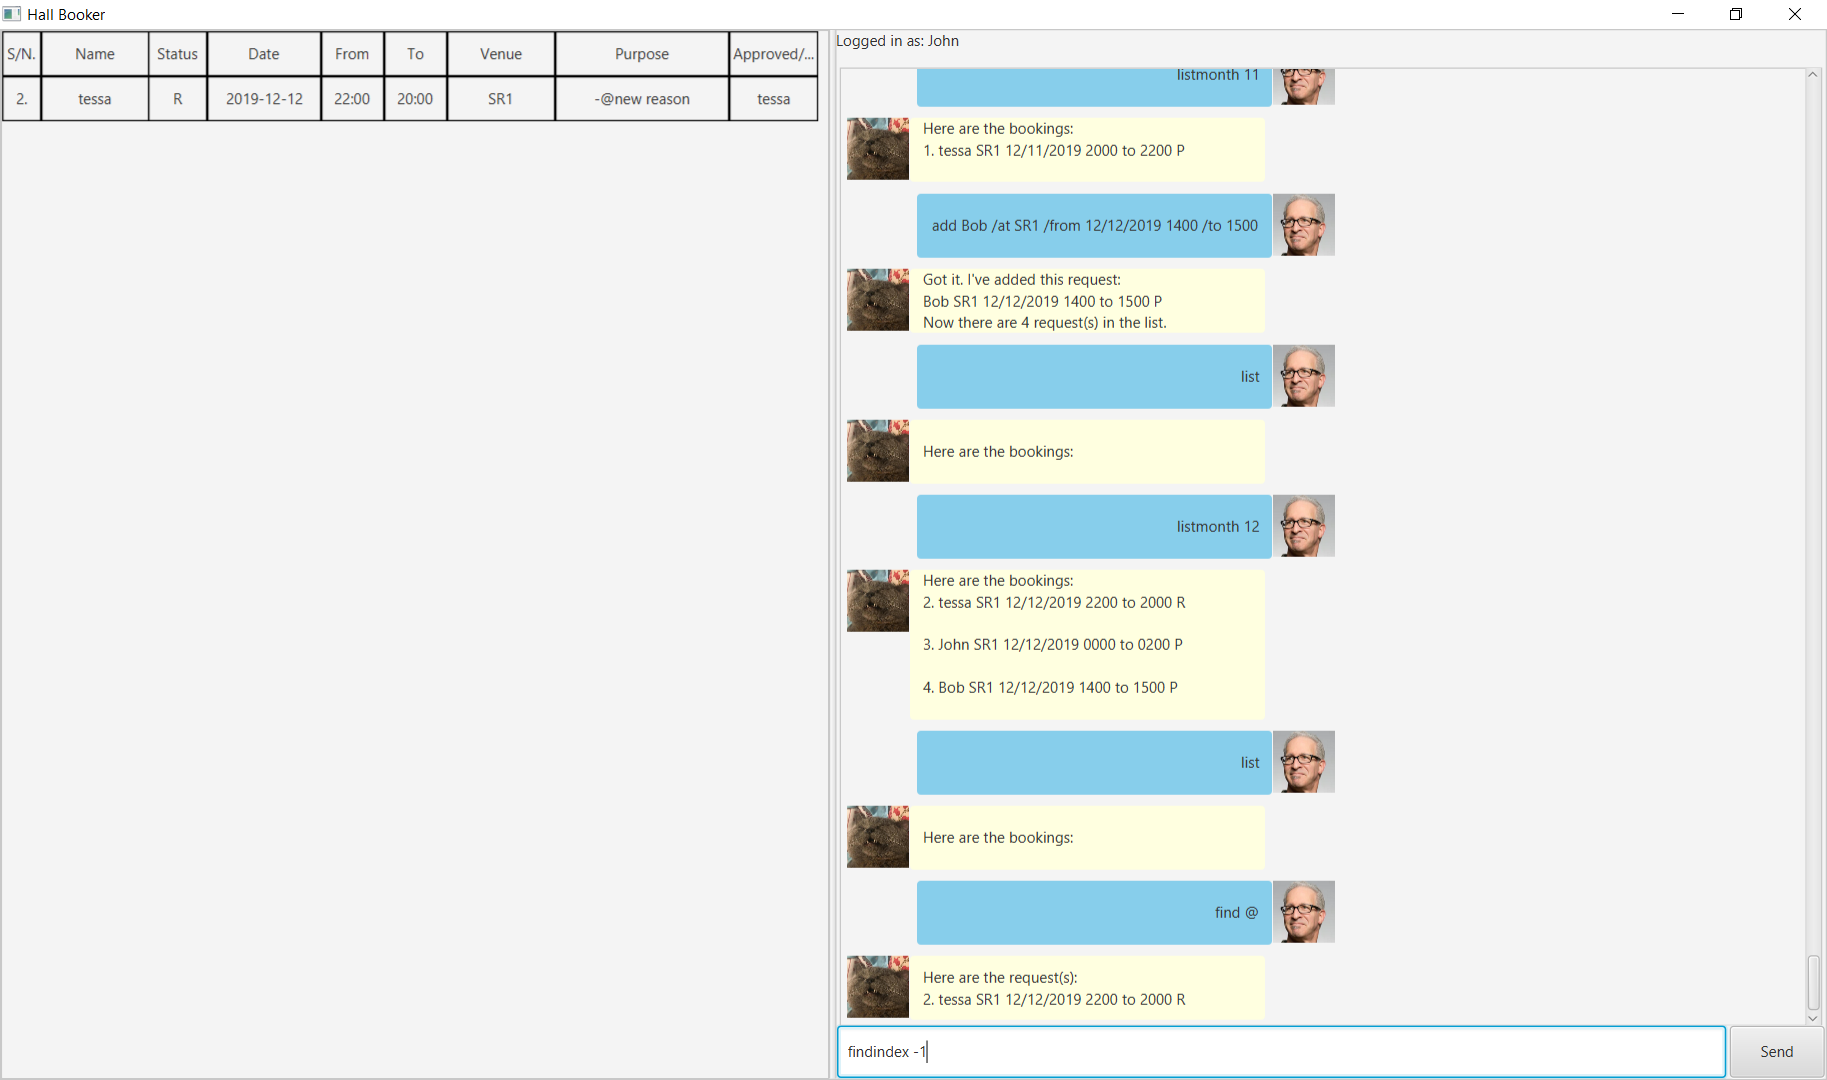 Hall Booker
S/N. Name Status Date From To Venue Purpose Approved/...
2. tessa R 2019-12-12 22:00 20:00 SR1 -@new reason tessa
Logged in as: John
listmonth 11
Here are the bookings:
1. tessa SR1 12/11/2019 2000 to 2200 P
add Bob /at SR1 /from 12/12/2019 1400 /to 1500
Got it. I've added this request:
Bob SR1 12/12/2019 1400 to 1500 P
Now there are 4 request(s) in the list.
list
Here are the bookings:
listmonth 12
Here are the bookings:
2. tessa SR1 12/12/2019 2200 to 2000 R
3. John SR1 12/12/2019 0000 to 0200 P
4. Bob SR1 12/12/2019 1400 to 1500 P
list
Here are the bookings:
find @
Here are the request(s):
2. tessa SR1 12/12/2019 2200 to 2000 R
findindex -1
Send